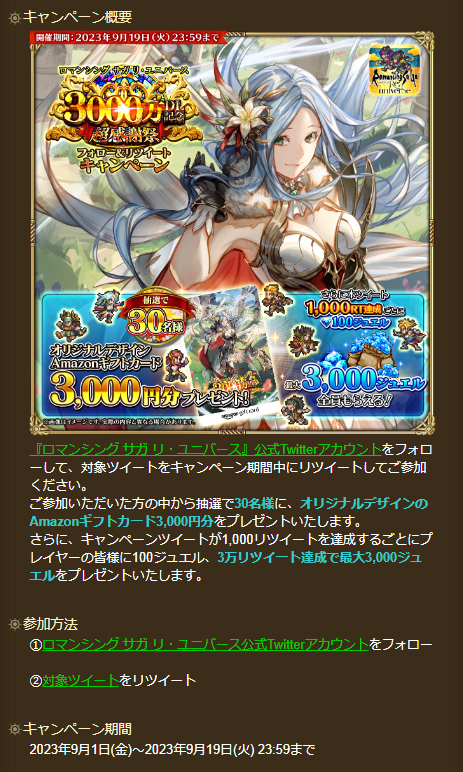 キャンペーン概要
開催期間：2023年9月19日(火)23:59まで
ロマンシング サガ リ・ユニバース
Romancing SaGa
Re;
universe
3000万DL
記念
超感謝祭
フォロー&リツイート
キャンペーン
抽選で
30名様
オリジナルデザイン
Amazonギフトカード
3,000円分プレゼント!
amazon gift card
※画像はイメージです。実際の内容と異なる場合があります。
さらに本ツイート
1,000RT達成ごとに
100ジュエル
最大3,000ジュエル
全員もらえる!
『ロマンシング サガ リ・ユニバース』公式Twitterアカウントをフォロ
ーして、対象ツイートをキャンペーン期間中にリツイートしてご参加
ください。
ご参加いただいた方の中から抽選で30名様に、オリジナルデザインの
Amazonギフトカード3,000円分をプレゼントいたします。
さらに、キャンペーンツイートが1,000リツイートを達成するごとにプ
レイヤーの皆様に100ジュエル、3万リツイート達成で最大3,000ジュ
エルをプレゼントいたします。
参加方法
①ロマンシング サガ リ・ユニバース公式Twitterアカウントをフォロー
②対象ツイートをリツイート
キャンペーン期間
2023年9月1日(金)～2023年9月19日(火) 23:59まで